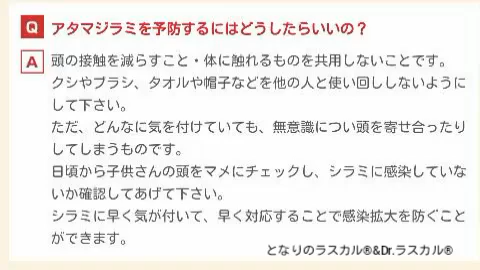 Q アタマジラミを予防するにはどうしたらいいの？
A 頭の接触を減らすこと・体に触れるものを共用しないことです。
クシやブラシ、タオルや帽子などを他の人と使い回ししないように
して下さい。
ただ、どんなに気を付けていても、無意識につい頭を寄せ合ったり
してしまうものです。
日頃から子供さんの頭をマメにチェックし、シラミに感染していな
いか確認してあげて下さい。
シラミに早く気が付いて、早く対応することで感染拡大を防ぐこと
ができます。
となりのラスカル®&Dr.ラスカル®